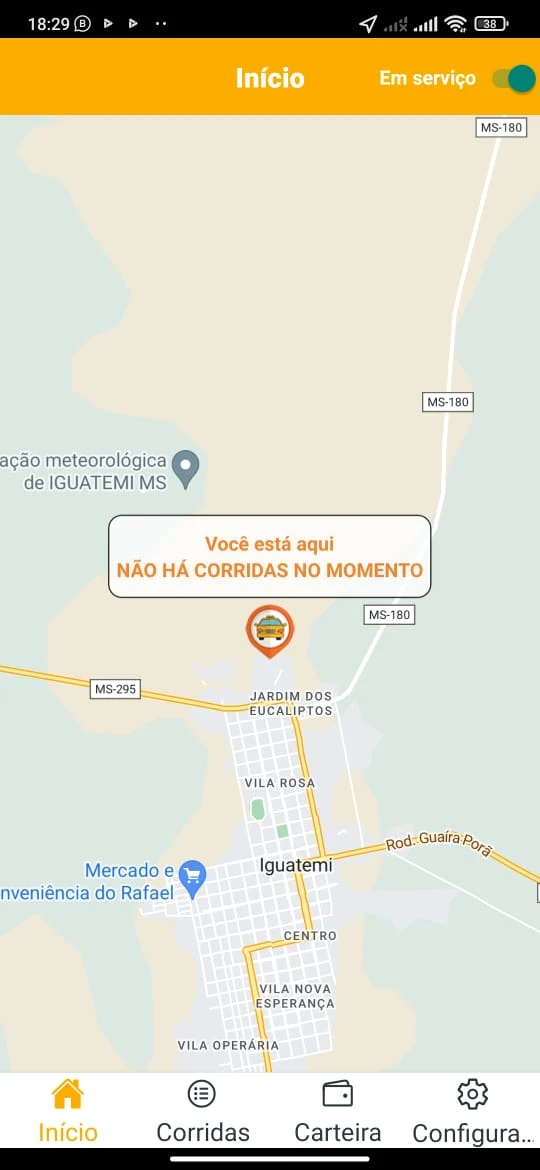 18:29
38
Início
Em serviço
MS-180
MS-180
ação meteorológica
de IGUATEMI MS
Você está aqui
NÃO HÁ CORRIDAS NO MOMENTO
MS-180
MS-295
JARDIM DOS
EUCALIPTOS
VILA ROSA
Rod. Guaíra Porã
Iguatemi
Mercado e
nveniência do Rafael
CENTRO
VILA NOVA
ESPERANÇA
VILA OPERÁRIA
Início
Corridas
Carteira
Configura...